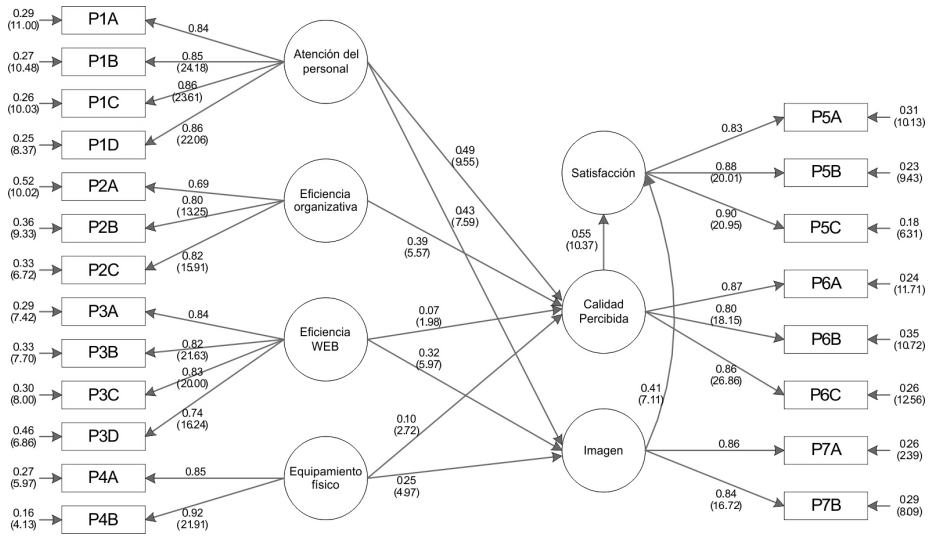 0.29
(11.00)
P1A
0.84
0.27
(10.48)
P1B
0.85
(24.18)
0.26
(10.03)
P1C
0.86
(23.61)
0.25
(8.37)
P1D
0.86
(22.06)
Atención del
personal
0.52
(10.02)
P2A
0.69
0.36
(9.33)
P2B
0.80
(13.25)
0.33
(6.72)
P2C
0.82
(15.91)
Eficiencia
organizativa
0.29
(7.42)
P3A
0.84
0.33
(7.70)
P3B
0.82
(21.63)
0.30
(8.00)
P3C
0.83
(20.00)
0.46
(6.86)
P3D
0.74
(16.24)
Eficiencia
WEB
0.27
(5.97)
P4A
0.85
0.16
(4.13)
P4B
0.92
(21.91)
Equipamiento
físico
0.49
(9.55)
0.43
(7.59)
0.39
(5.57)
0.07
(1.98)
0.32
(5.97)
0.10
(2.72)
0.25
(4.97)
Satisfacción
0.55
(10.37)
Calidad
Percibida
0.41
(7.11)
Imagen
0.83
P5A
0.31
(10.13)
0.88
(20.01)
P5B
0.23
(9.43)
0.90
(20.95)
P5C
0.18
(6.31)
0.87
P6A
0.24
(11.71)
0.80
(18.15)
P6B
0.35
(10.72)
0.86
(26.86)
P6C
0.26
(12.56)
0.86
P7A
0.26
(2.39)
0.84
(16.72)
P7B
0.29
(8.09)